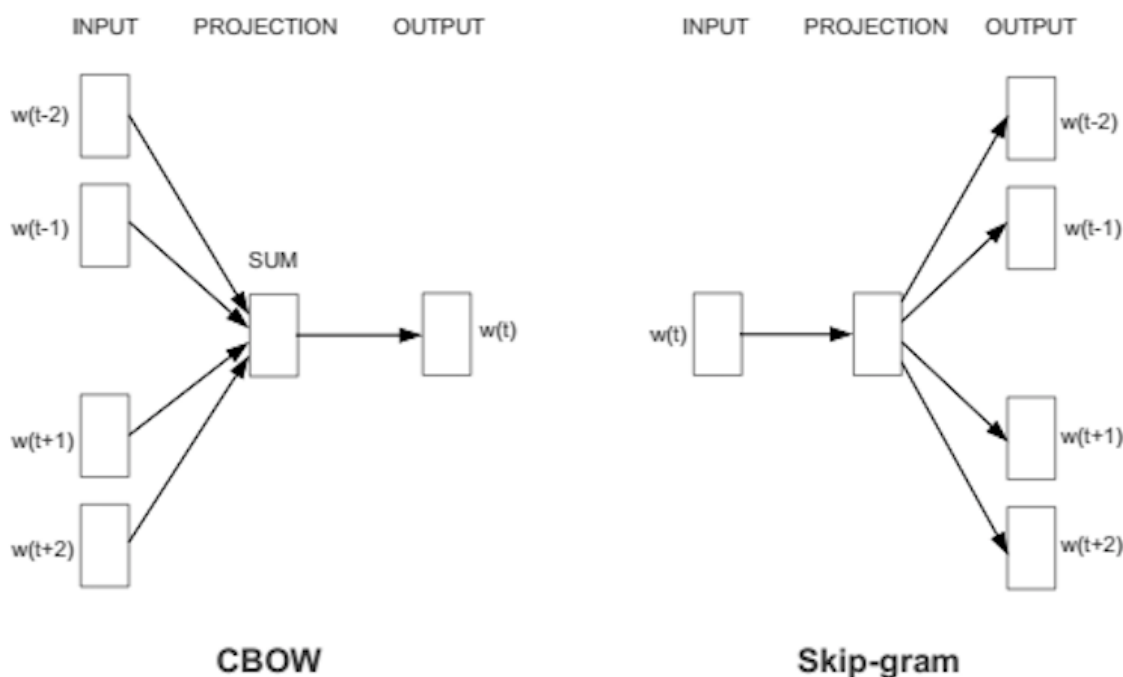 INPUT PROJECTION OUTPUT
w(t-2)
w(t-1)
SUM
w(t)
w(t+1)
w(t+2)
CBOW
INPUT PROJECTION OUTPUT
w(t-2)
w(t-1)
w(t)
w(t+1)
w(t+2)
Skip-gram